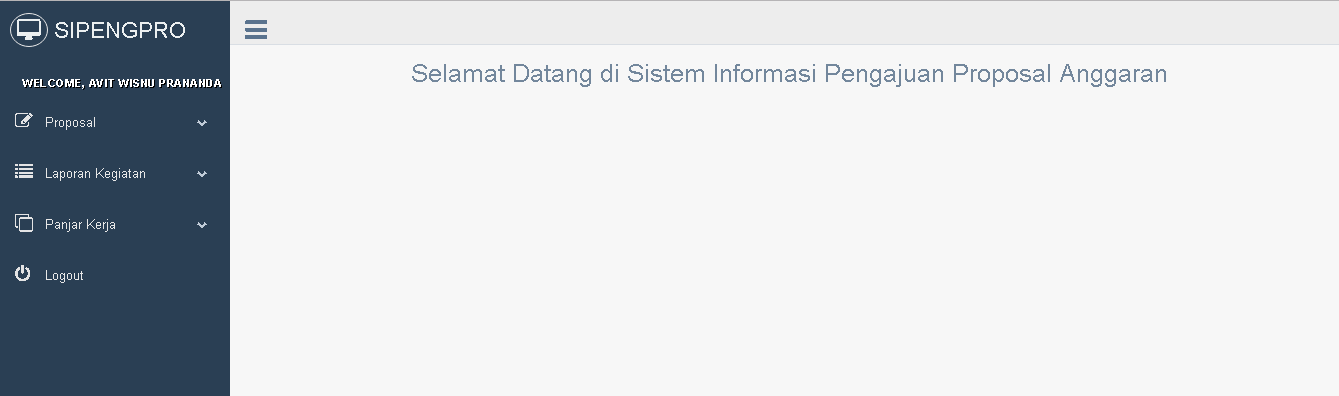 SIPENGPRO
WELCOME, AVIT WISNU PRANANDA
Proposal
Laporan Kegiatan
Panjar Kerja
Logout
Selamat Datang di Sistem Informasi Pengajuan Proposal Anggaran